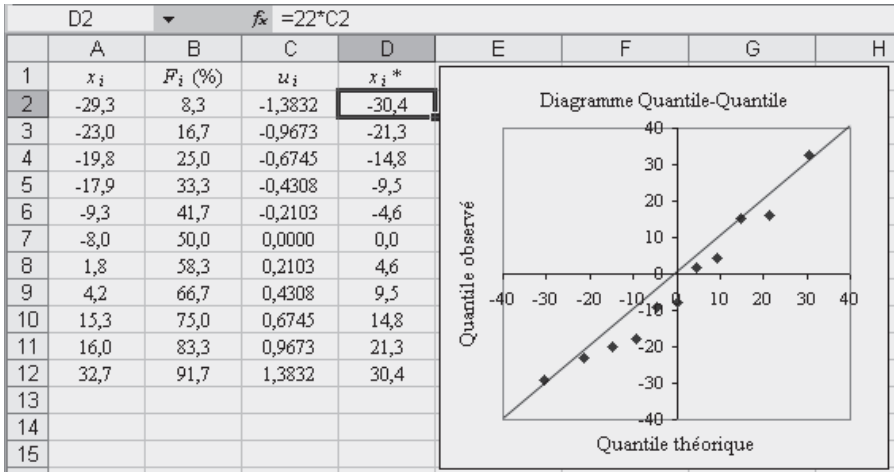 D2 fx =22*C2
A B C D E F G H
1 xi Fi (%) ui xi *
2 -29,3 8,3 -1,3832 -30,4
3 -23,0 16,7 -0,9673 -21,3
4 -19,8 25,0 -0,6745 -14,8
5 -17,9 33,3 -0,4308 -9,5
6 -9,3 41,7 -0,2103 -4,6
7 -8,0 50,0 0,0000 0,0
8 1,8 58,3 0,2103 4,6
9 4,2 66,7 0,4308 9,5
10 15,3 75,0 0,6745 14,8
11 16,0 83,3 0,9673 21,3
12 32,7 91,7 1,3832 30,4
13
14
15
Diagramme Quantile-Quantile
40
30
20
10
0
-40 -30 -20 -10 0 10 20 30 40
-10
-20
-30
-40
Quantile observé
Quantile théorique